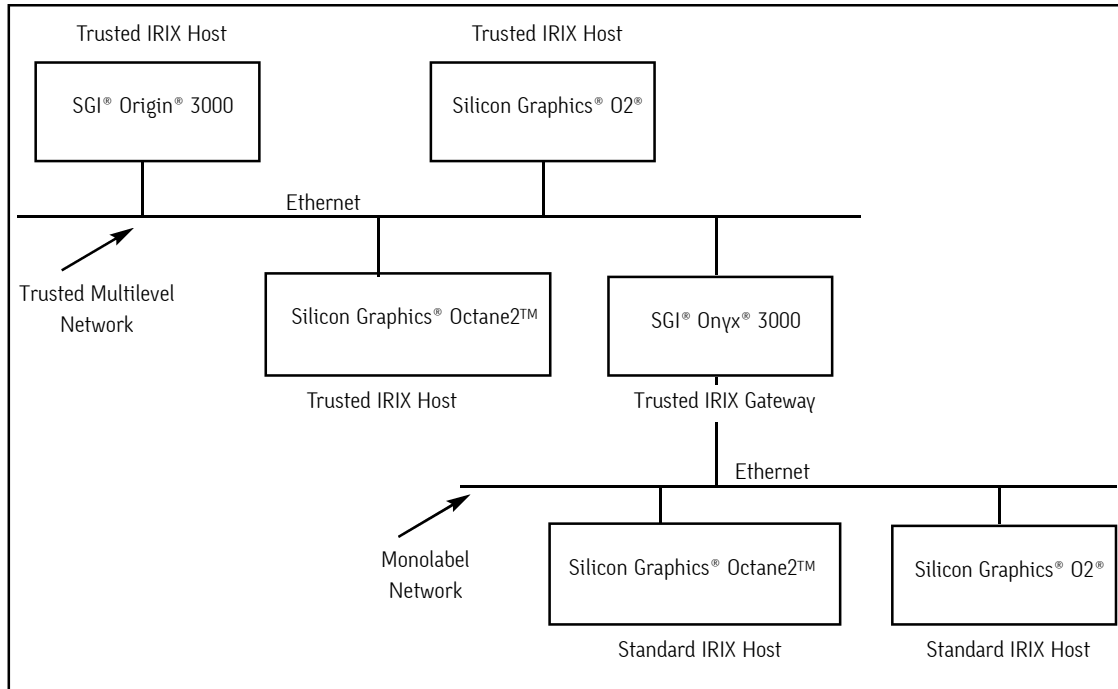 Trusted IRIX Host
Trusted IRIX Host
SGI® Origin® 3000
Silicon Graphics® O2®
Ethernet
Trusted Multilevel
Network
Silicon Graphics® Octane2™
SGI® Onyx® 3000
Trusted IRIX Host
Trusted IRIX Gateway
Ethernet
Monolabel
Network
Silicon Graphics® Octane2™
Silicon Graphics® O2®
Standard IRIX Host
Standard IRIX Host